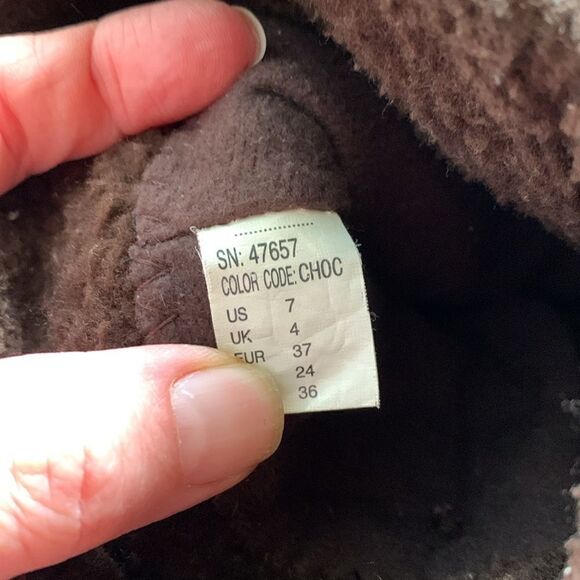 SN: 47657
COLOR CODE: CHOC
US 7
UK 4
EUR 37
24
36